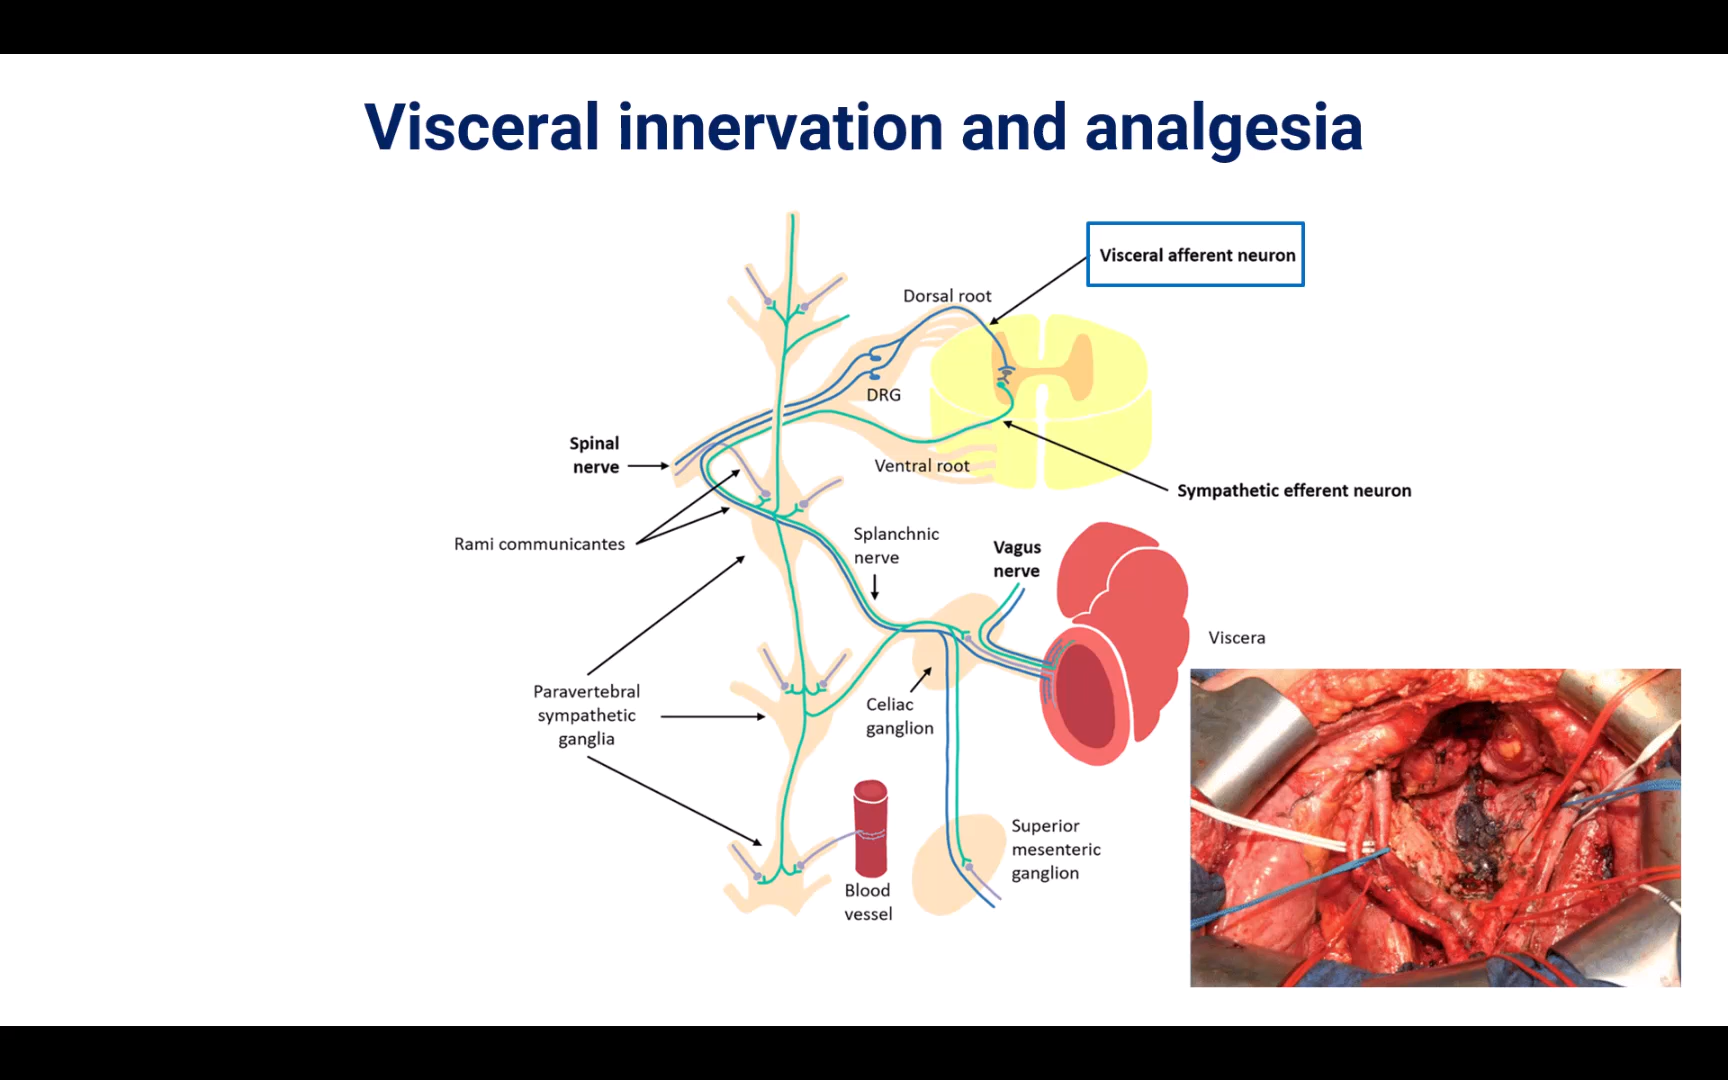 Visceral innervation and analgesia
Visceral afferent neuron
Dorsal root
DRG
Spinal
nerve
Ventral root
Sympathetic efferent neuron
Rami communicantes
Splanchnic
nerve
Vagus
nerve
Viscera
Paravertebral
sympathetic
ganglia
Celiac
ganglion
Superior
mesenteric
ganglion
Blood
vessel